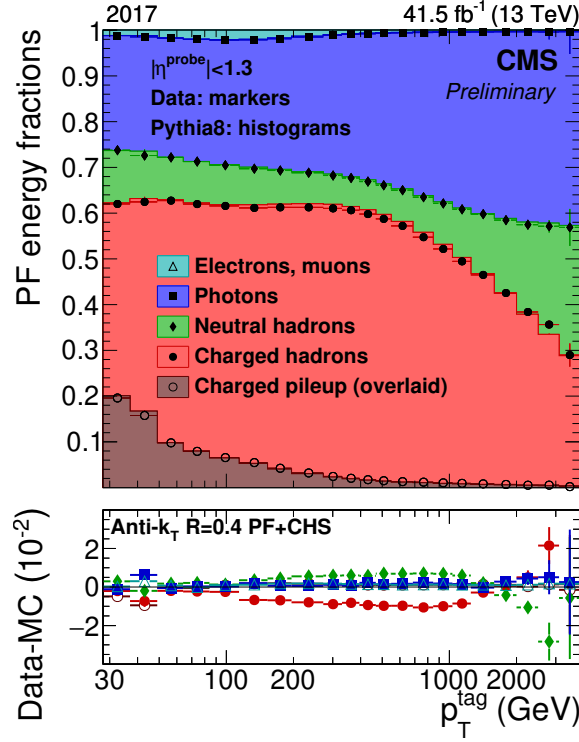 2017 41.5 fb⁻¹ (13 TeV)
CMS
Preliminary
|η^probe|<1.3
Data: markers
Pythia8: histograms
PF energy fractions
1
0.9
0.8
0.7
0.6
0.5
0.4
0.3
0.2
0.1
Electrons, muons
Photons
Neutral hadrons
Charged hadrons
Charged pileup (overlaid)
Anti-k_T R=0.4 PF+CHS
Data-MC (10⁻²)
2
0
−2
30 100 200 1000 2000
p_T^tag (GeV)